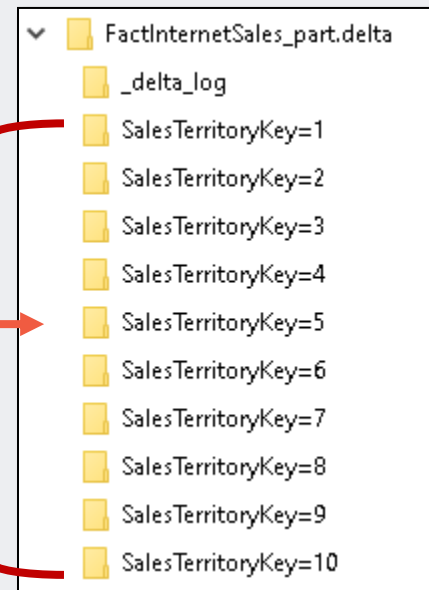 FactInternetSales_part.delta
_delta_log
SalesTerritoryKey=1
SalesTerritoryKey=2
SalesTerritoryKey=3
SalesTerritoryKey=4
SalesTerritoryKey=5
SalesTerritoryKey=6
SalesTerritoryKey=7
SalesTerritoryKey=8
SalesTerritoryKey=9
SalesTerritoryKey=10